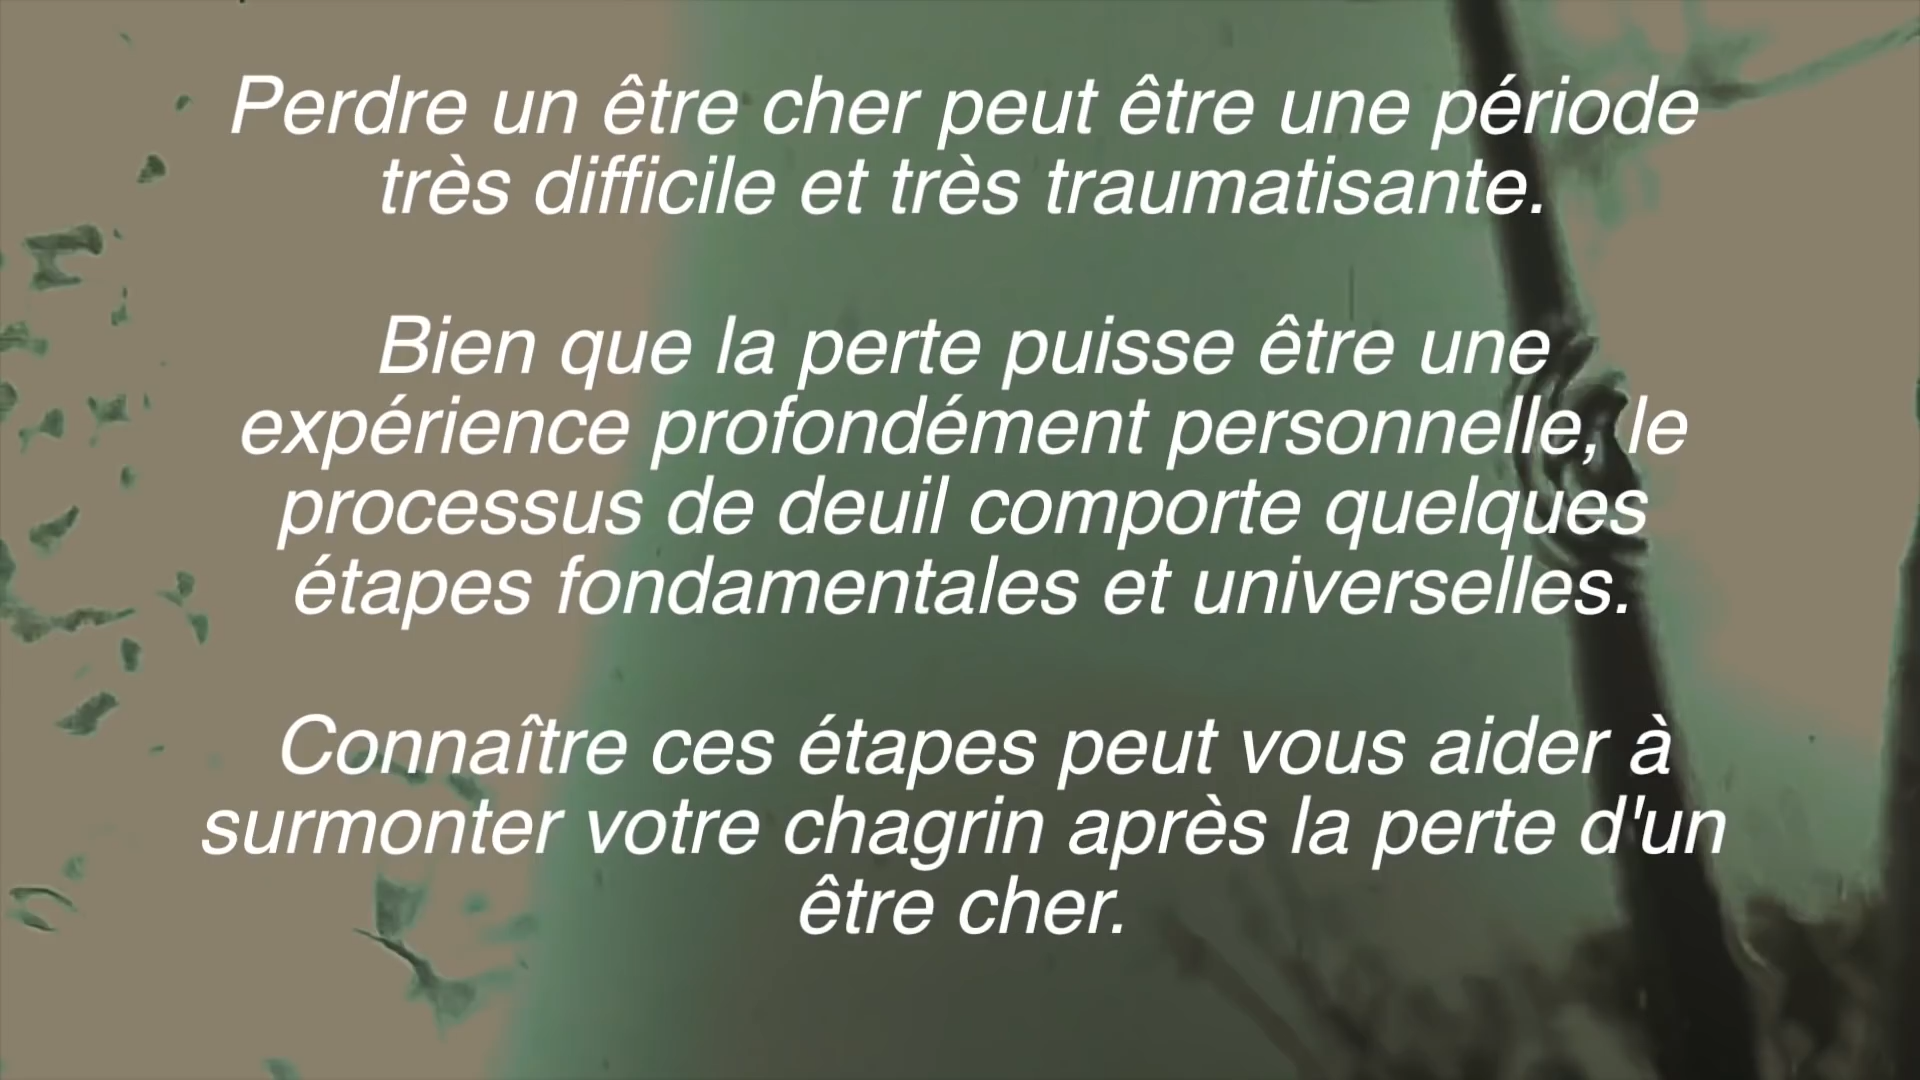 Perdre un être cher peut être une période
très difficile et très traumatisante.
Bien que la perte puisse être une
expérience profondément personnelle, le
processus de deuil comporte quelques
étapes fondamentales et universelles.
Connaître ces étapes peut vous aider à
surmonter votre chagrin après la perte d'un
être cher.